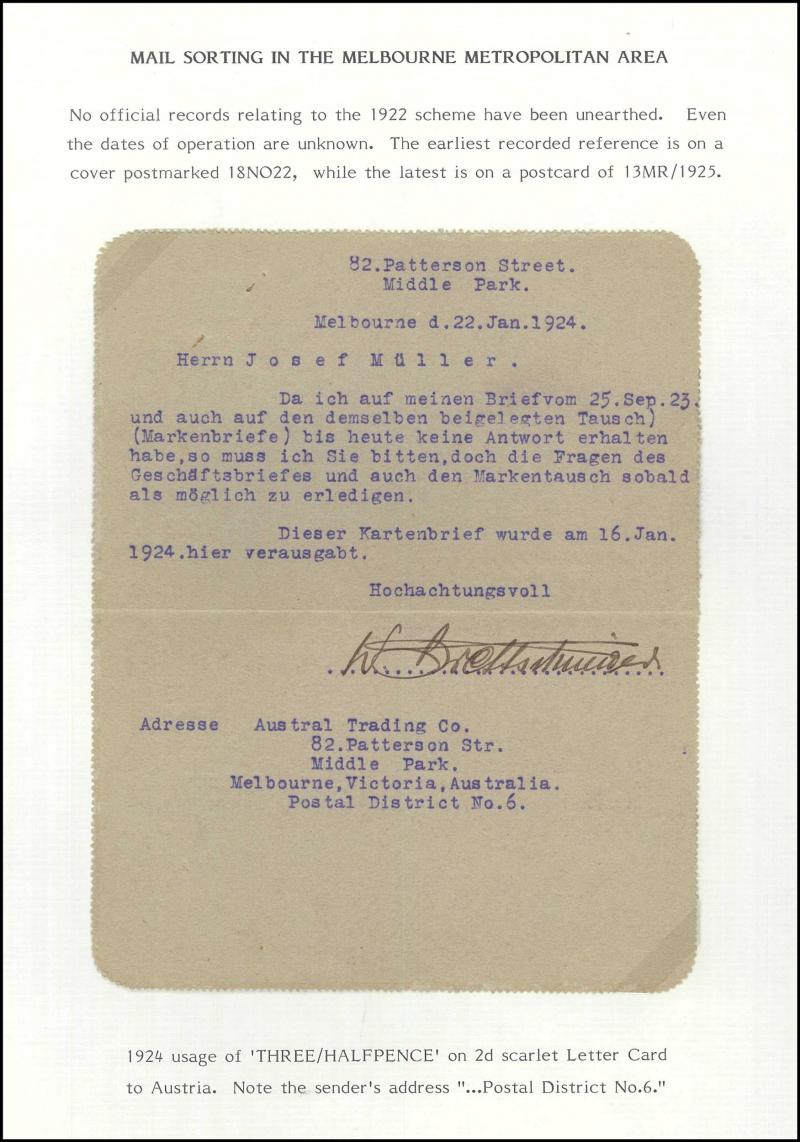 MAIL SORTING IN THE MELBOURNE METROPOLITAN AREA
No official records relating to the 1922 scheme have been unearthed. Even
the dates of operation are unknown. The earliest recorded reference is on a
cover postmarked 18NO22, while the latest is on a postcard of 13MR/1925.
82.Patterson Street.
Middle Park.
Melbourne d.22.Jan.1924.
Herrn J o s e f M ü l l e r .
Da ich auf meinen Briefvom 25.Sep.23.
und auch auf den demselben beigelegten Tausch)
(Markenbriefe) bis heute keine Antwort erhalten
habe,so muss ich Sie bitten,doch die Fragen des
Geschäftsbriefes und auch den Markentausch sobald
als möglich zu erledigen.
Dieser Kartenbrief wurde am 16.Jan.
1924.hier verausgabt.
Hochachtungsvoll
W. Brettschneider.
Adresse Austral Trading Co.
82.Patterson Str.
Middle Park.
Melbourne,Victoria,Australia.
Postal District No.6.
1924 usage of 'THREE/HALFPENCE' on 2d scarlet Letter Card
to Austria. Note the sender's address "...Postal District No.6."